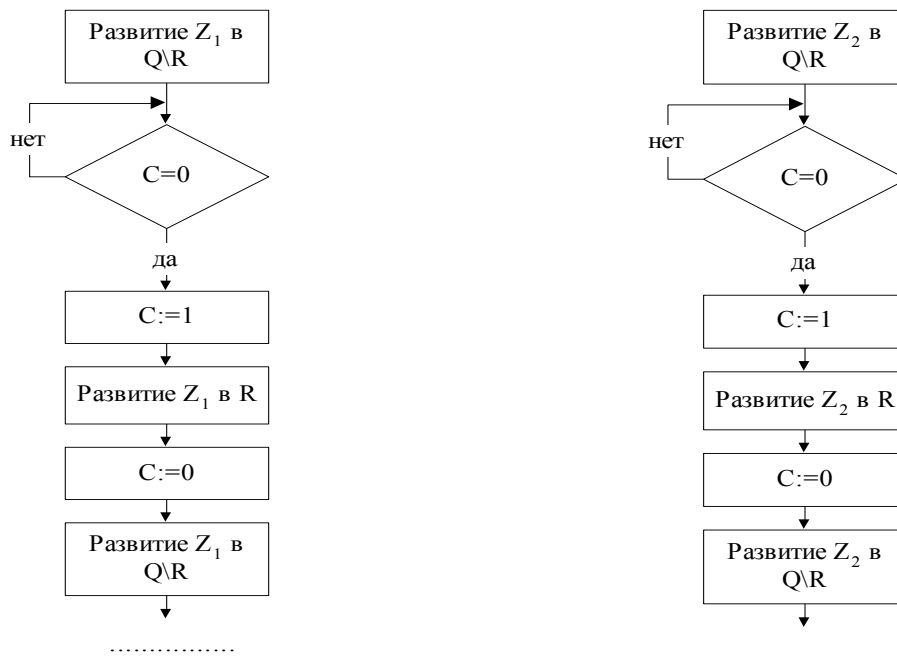 Развитие Z₁ в
Q\R
нет
C=0
да
C:=1
Развитие Z₁ в R
C:=0
Развитие Z₁ в
Q\R
................
Развитие Z₂ в
Q\R
нет
C=0
да
C:=1
Развитие Z₂ в R
C:=0
Развитие Z₂ в
Q\R